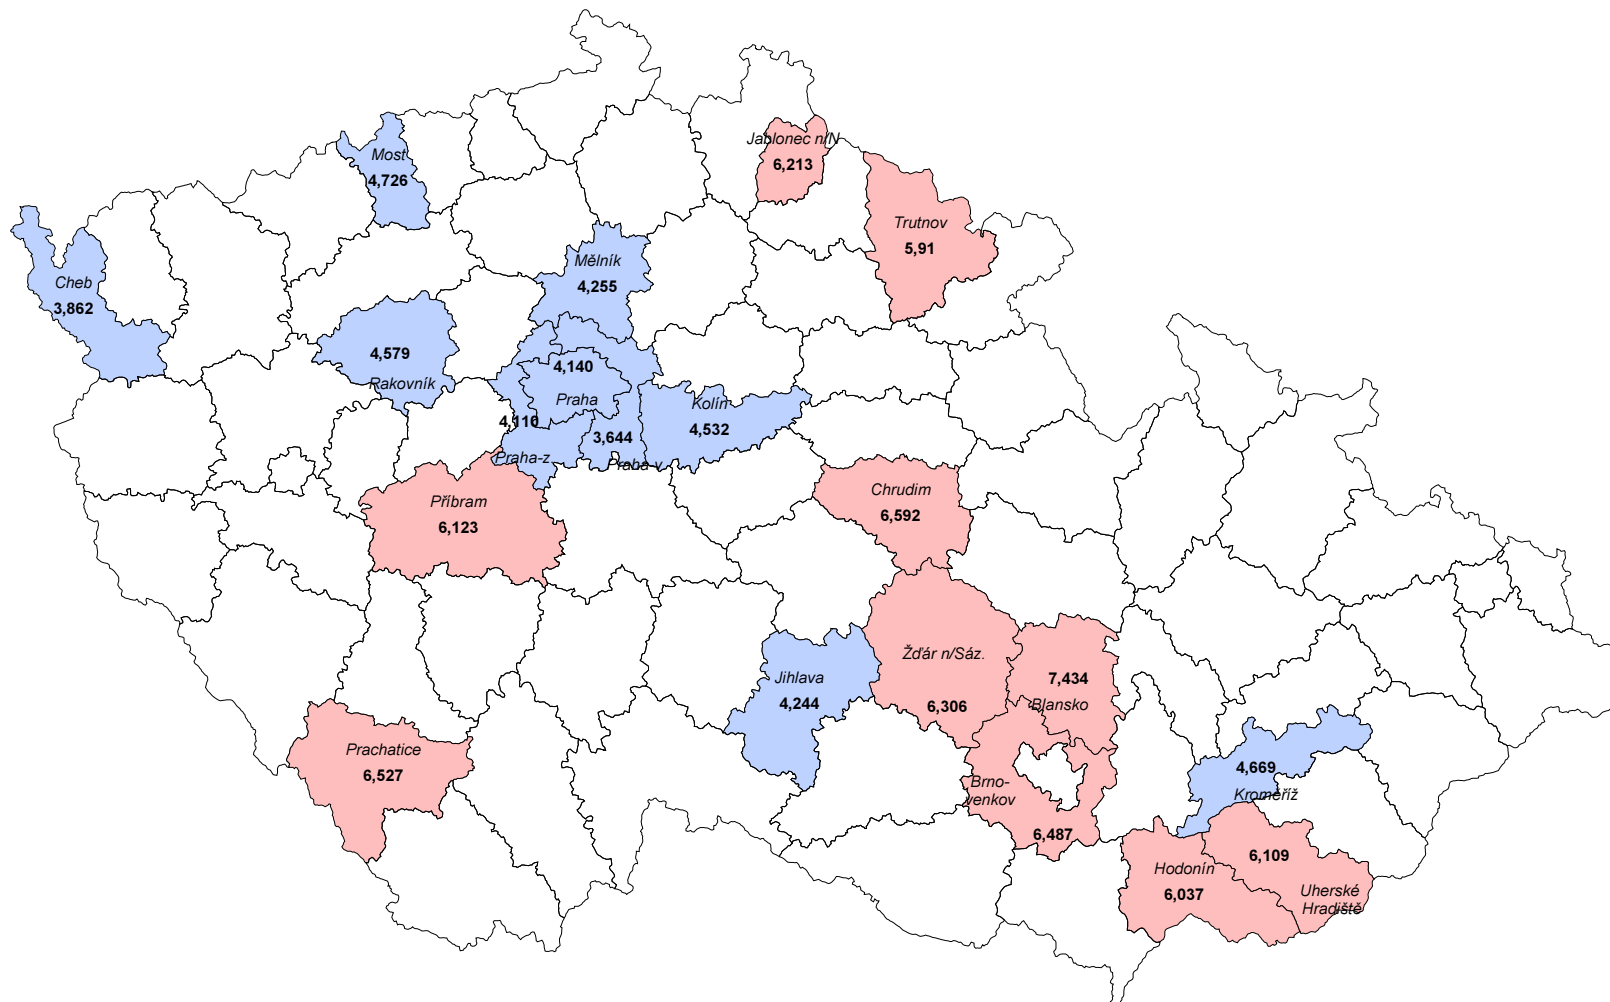 Jablonec n/N
6,213
Most
4,726
Trutnov
5,91
Mělník
4,255
Cheb
3,862
4,579
Rakovník
4,140
Praha
4,110
Praha-z
3,644
Praha-v
Kolín
4,532
Příbram
6,123
Chrudim
6,592
Žďár n/Sáz.
6,306
Jihlava
4,244
7,434
Blansko
Prachatice
6,527
Brno-
venkov
6,487
4,669
Kroměříž
6,109
Uherské
Hradiště
Hodonín
6,037